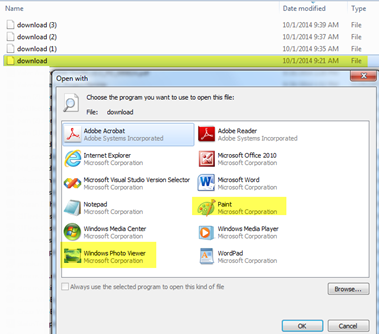 Name Date modified Type
download (3) 10/1/2014 9:39 AM File
download (2) 10/1/2014 9:37 AM File
download (1) 10/1/2014 9:35 AM File
download 10/1/2014 9:21 AM File
Open with
Choose the program you want to use to open this file:
File: download
Adobe Acrobat
Adobe Systems Incorporated
Adobe Reader
Adobe Systems Incorporated
Internet Explorer
Microsoft Corporation
Microsoft Office 2010
Microsoft Corporation
Microsoft Visual Studio Version Selector
Microsoft Corporation
Microsoft Word
Microsoft Corporation
Notepad
Microsoft Corporation
Paint
Microsoft Corporation
Windows Media Center
Microsoft Corporation
Windows Media Player
Microsoft Corporation
Windows Photo Viewer
Microsoft Corporation
WordPad
Microsoft Corporation
Always use the selected program to open this kind of file
Browse...
OK Cancel